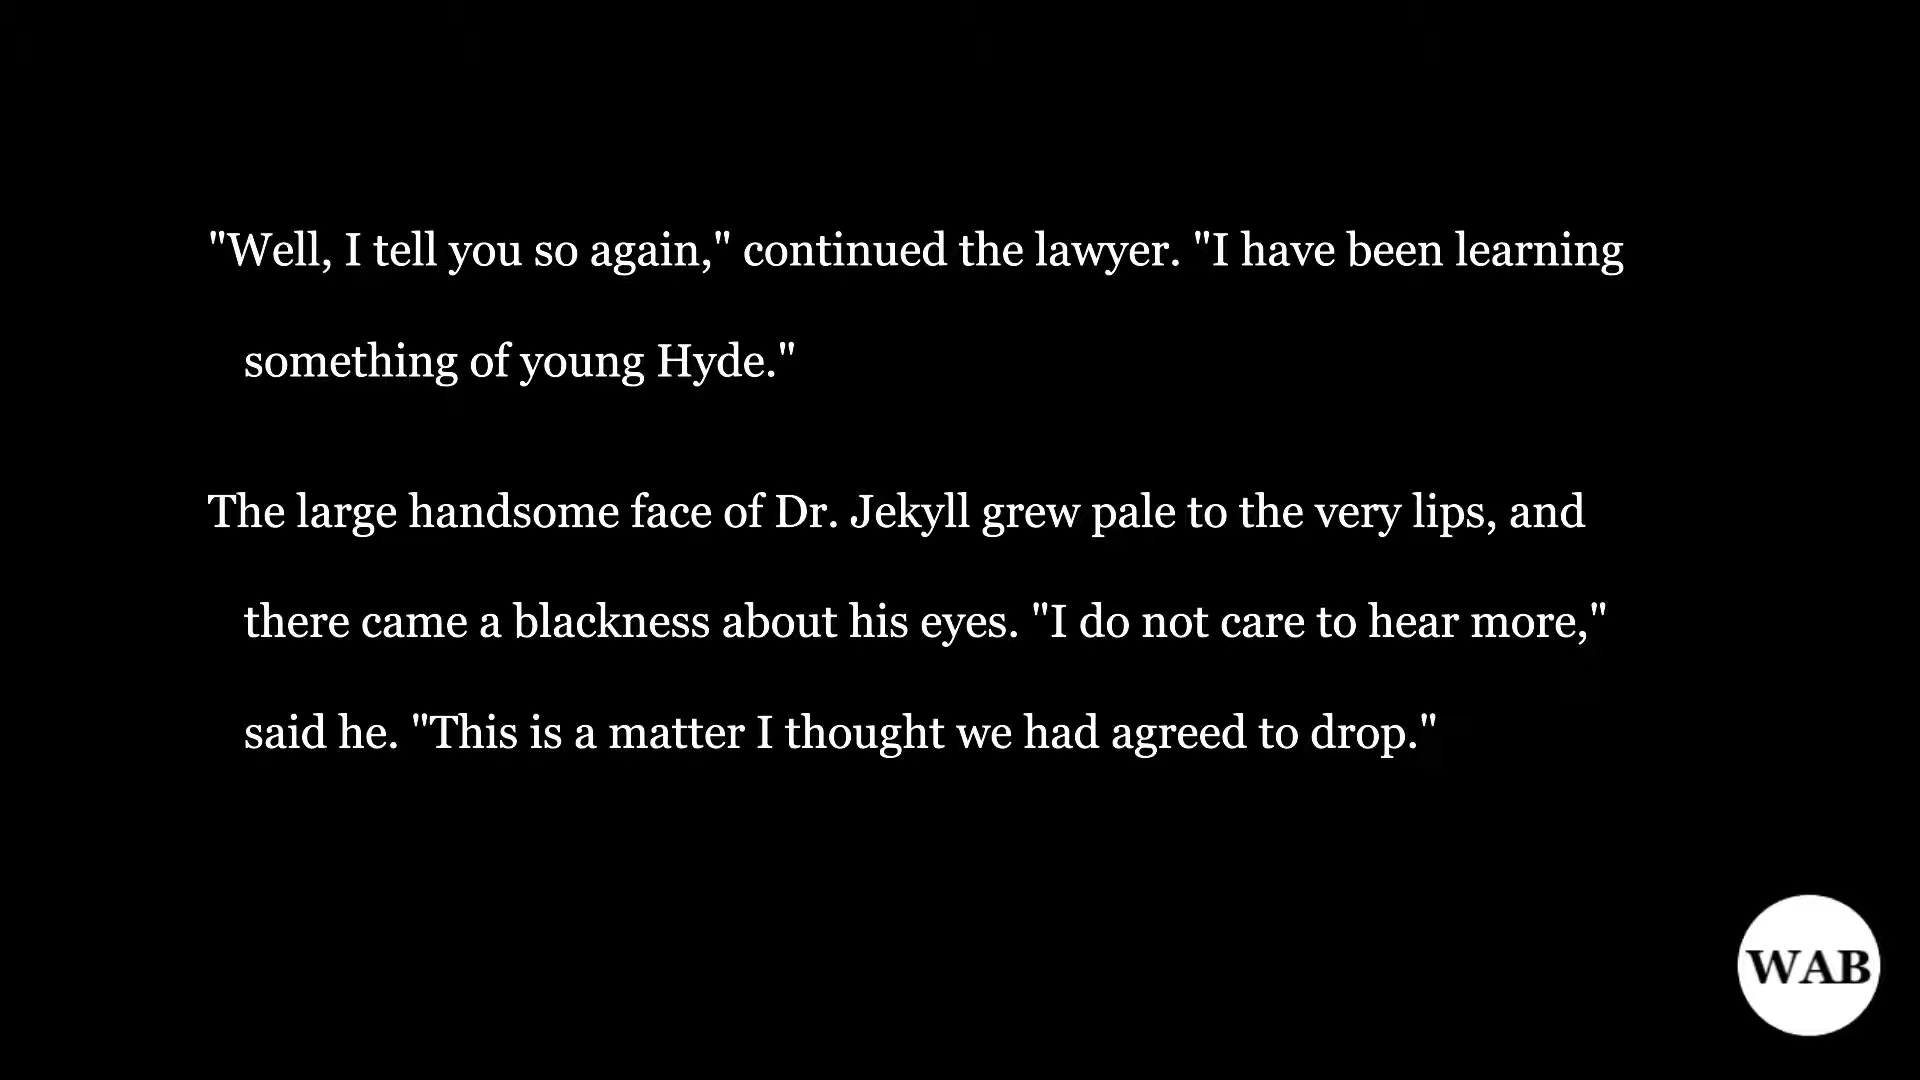 "Well, I tell you so again," continued the lawyer. "I have been learning
something of young Hyde."
The large handsome face of Dr. Jekyll grew pale to the very lips, and
there came a blackness about his eyes. "I do not care to hear more,"
said he. "This is a matter I thought we had agreed to drop."
WAB